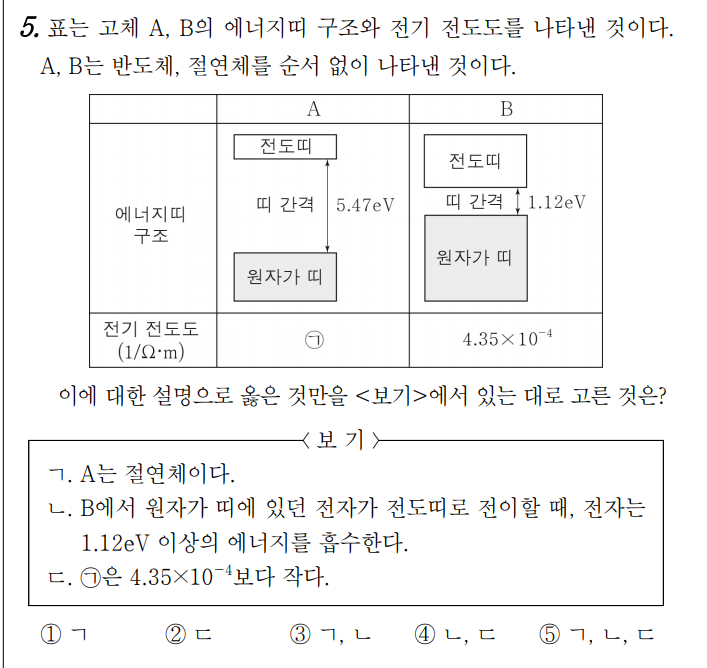 5. 표는 고체 A, B의 에너지띠 구조와 전기 전도도를 나타낸 것이다.
A, B는 반도체, 절연체를 순서 없이 나타낸 것이다.
A B
에너지띠
구조
전도띠
띠 간격 5.47eV
원자가 띠
전도띠
띠 간격 1.12eV
원자가 띠
전기 전도도
(1/Ω·m)
㉠ 4.35×10⁻⁴
이에 대한 설명으로 옳은 것만을 <보기>에서 있는 대로 고른 것은?
<보 기>
ㄱ. A는 절연체이다.
ㄴ. B에서 원자가 띠에 있던 전자가 전도띠로 전이할 때, 전자는
1.12eV 이상의 에너지를 흡수한다.
ㄷ. ㉠은 4.35×10⁻⁴보다 작다.
① ㄱ ② ㄷ ③ ㄱ, ㄴ ④ ㄴ, ㄷ ⑤ ㄱ, ㄴ, ㄷ